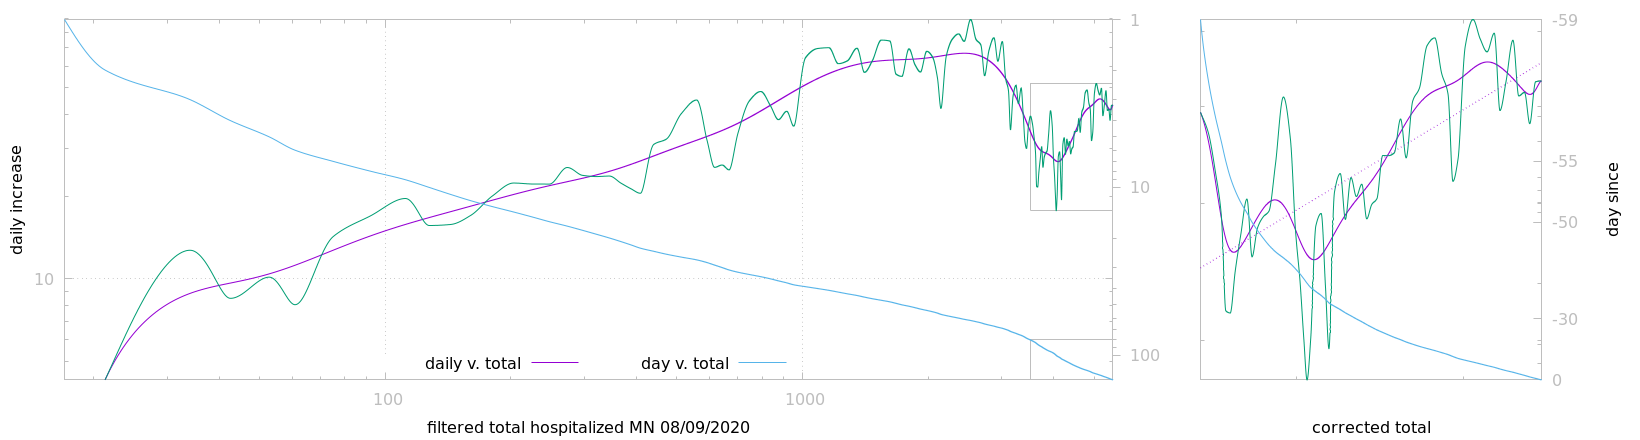 1
-59
10
-55
-50
100
-30
0
10
daily increase
day since
daily v. total
day v. total
100
1000
filtered total hospitalized MN 08/09/2020
corrected total